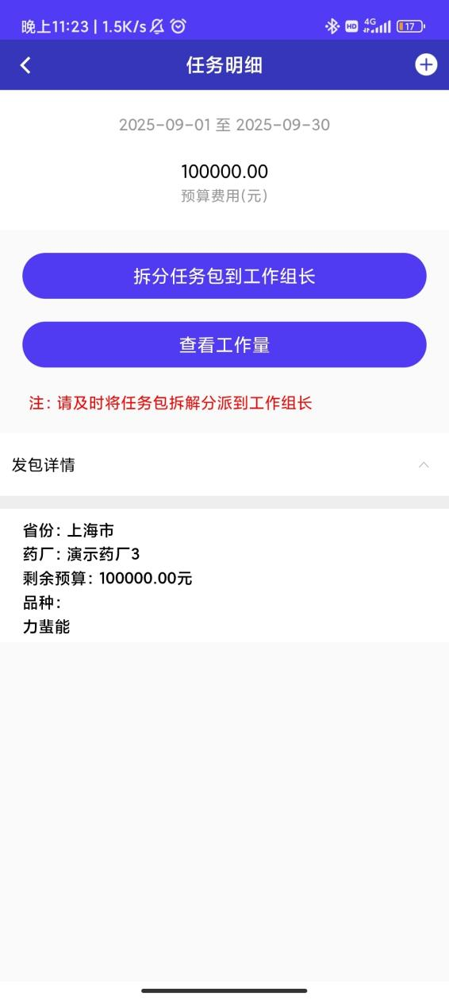 晚上11:23 | 1.5K/s
HD 4G 17
任务明细
2025-09-01 至 2025-09-30
100000.00
预算费用(元)
拆分任务包到工作组长
查看工作量
注: 请及时将任务包拆解分派到工作组长
发包详情
省份: 上海市
药厂: 演示药厂3
剩余预算: 100000.00元
品种:
力蜚能